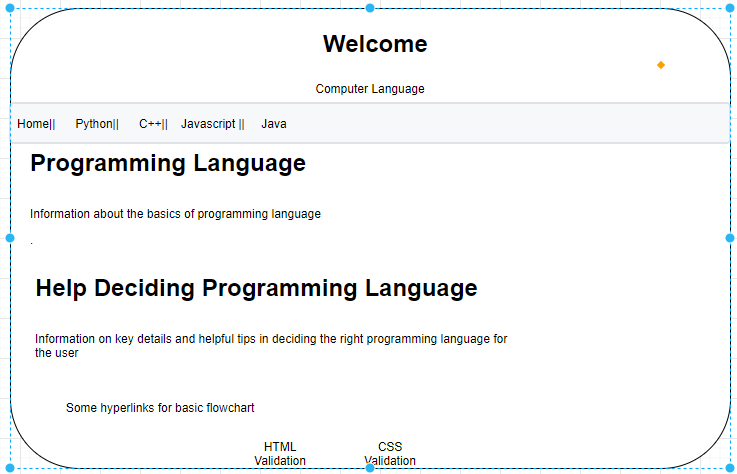 Welcome
Computer Language
Home|| Python|| C++|| Javascript || Java
Programming Language
Information about the basics of programming language
.
Help Deciding Programming Language
Information on key details and helpful tips in deciding the right programming language for
the user
Some hyperlinks for basic flowchart
HTML CSS
Validation Validation